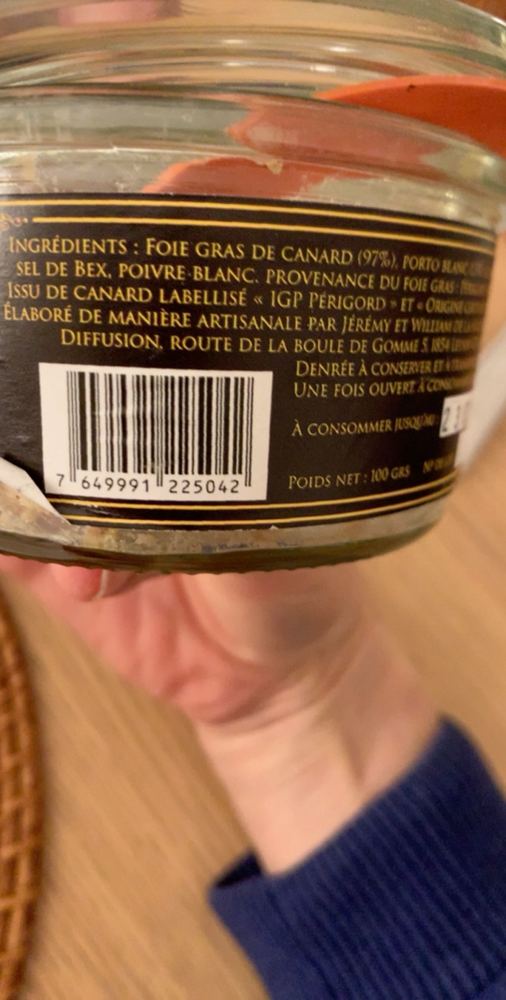 INGRÉDIENTS : FOIE GRAS DE CANARD (97%), PORTO BLANC
SEL DE BEX, POIVRE BLANC. PROVENANCE DU FOIE GRAS :
ISSU DE CANARD LABELLISÉ « IGP PÉRIGORD » ET « ORIGINE
ÉLABORÉ DE MANIÈRE ARTISANALE PAR JÉRÉMY ET WILLIAM
DIFFUSION, ROUTE DE LA BOULE DE GOMME 5, 1854
DENRÉE À CONSERVER
UNE FOIS OUVERT, À
À CONSOMMER JUSQU'AU :
POIDS NET : 100 GRS
7 649991 225042